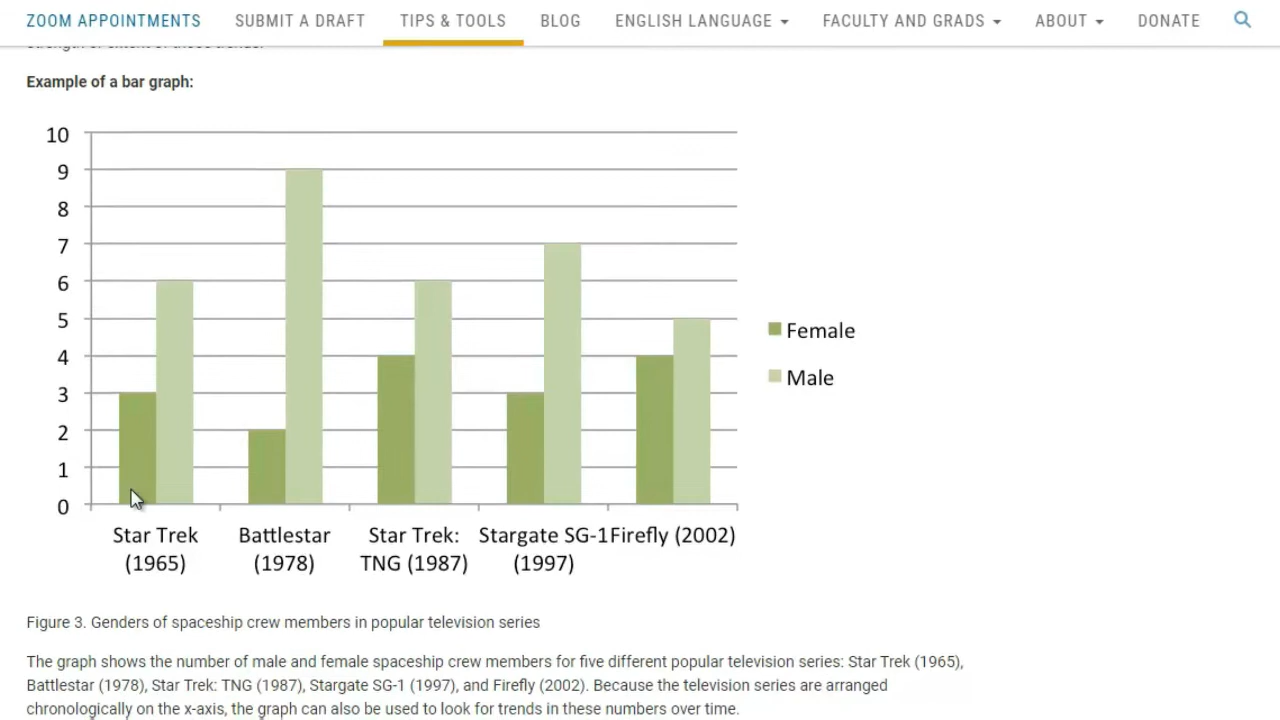 ZOOM APPOINTMENTS SUBMIT A DRAFT TIPS & TOOLS BLOG ENGLISH LANGUAGE FACULTY AND GRADS ABOUT DONATE
Example of a bar graph:
10
9
8
7
6
5
4
3
2
1
0
Female
Male
Star Trek (1965)
Battlestar (1978)
Star Trek: TNG (1987)
Stargate SG-1 (1997)
Firefly (2002)
Figure 3. Genders of spaceship crew members in popular television series
The graph shows the number of male and female spaceship crew members for five different popular television series: Star Trek (1965),
Battlestar (1978), Star Trek: TNG (1987), Stargate SG-1 (1997), and Firefly (2002). Because the television series are arranged
chronologically on the x-axis, the graph can also be used to look for trends in these numbers over time.